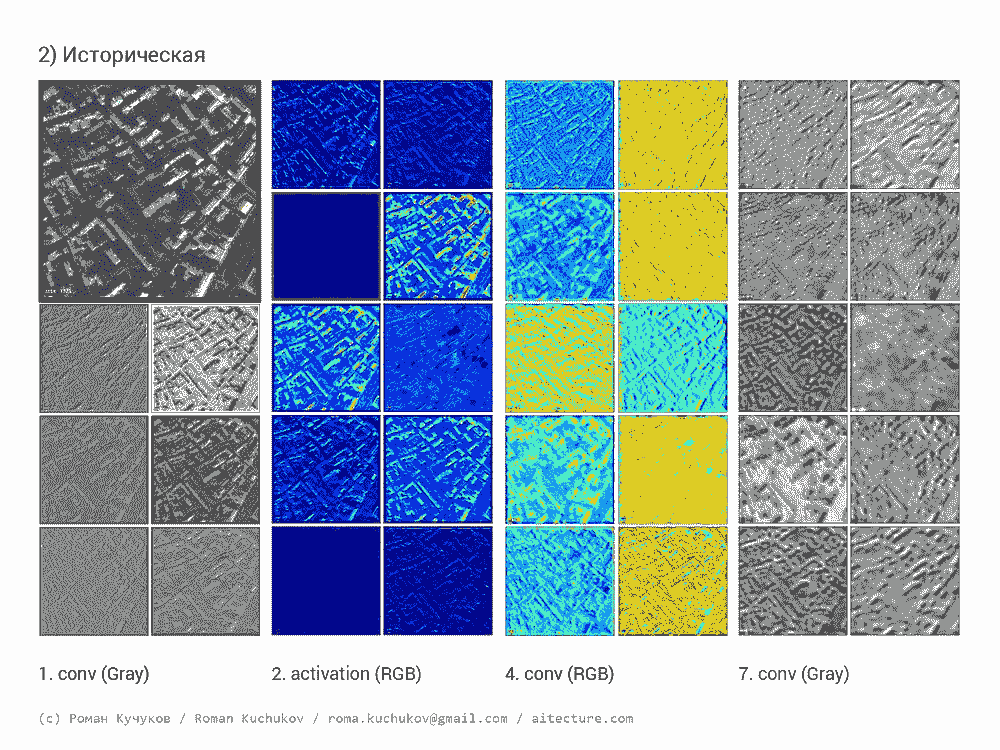 2) Историческая
1. conv (Gray)
2. activation (RGB)
4. conv (RGB)
7. conv (Gray)
(c) Роман Кучуков / Roman Kuchukov / roma.kuchukov@gmail.com / aitecture.com